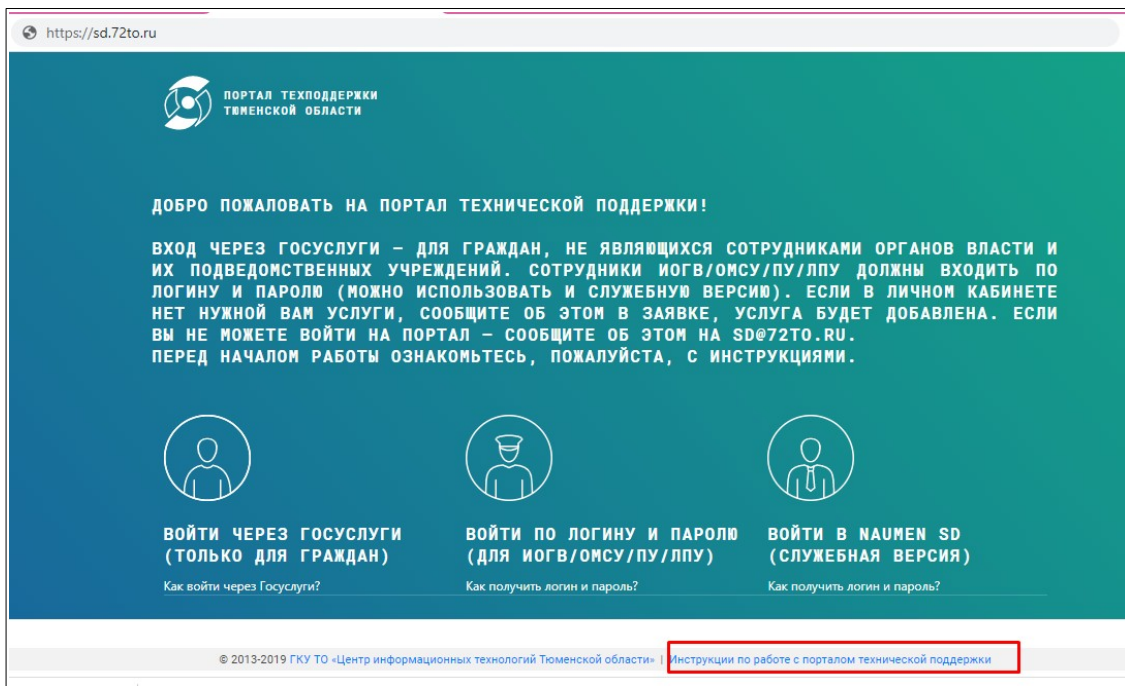 https://sd.72to.ru
ПОРТАЛ ТЕХПОДДЕРЖКИ
ТЮМЕНСКОЙ ОБЛАСТИ
ДОБРО ПОЖАЛОВАТЬ НА ПОРТАЛ ТЕХНИЧЕСКОЙ ПОДДЕРЖКИ!
ВХОД ЧЕРЕЗ ГОСУСЛУГИ – ДЛЯ ГРАЖДАН, НЕ ЯВЛЯЮЩИХСЯ СОТРУДНИКАМИ ОРГАНОВ ВЛАСТИ И
ИХ ПОДВЕДОМСТВЕННЫХ УЧРЕЖДЕНИЙ. СОТРУДНИКИ ИОГВ/ОМСУ/ПУ/ЛПУ ДОЛЖНЫ ВХОДИТЬ ПО
ЛОГИНУ И ПАРОЛЮ (МОЖНО ИСПОЛЬЗОВАТЬ И СЛУЖЕБНУЮ ВЕРСИЮ). ЕСЛИ В ЛИЧНОМ КАБИНЕТЕ
НЕТ НУЖНОЙ ВАМ УСЛУГИ, СООБЩИТЕ ОБ ЭТОМ В ЗАЯВКЕ, УСЛУГА БУДЕТ ДОБАВЛЕНА. ЕСЛИ
ВЫ НЕ МОЖЕТЕ ВОЙТИ НА ПОРТАЛ – СООБЩИТЕ ОБ ЭТОМ НА SD@72TO.RU.
ПЕРЕД НАЧАЛОМ РАБОТЫ ОЗНАКОМЬТЕСЬ, ПОЖАЛУЙСТА, С ИНСТРУКЦИЯМИ.
ВОЙТИ ЧЕРЕЗ ГОСУСЛУГИ
(ТОЛЬКО ДЛЯ ГРАЖДАН)
Как войти через Госуслуги?
ВОЙТИ ПО ЛОГИНУ И ПАРОЛЮ
(ДЛЯ ИОГВ/ОМСУ/ПУ/ЛПУ)
Как получить логин и пароль?
ВОЙТИ В NAUMEN SD
(СЛУЖЕБНАЯ ВЕРСИЯ)
Как получить логин и пароль?
© 2013-2019 ГКУ ТО «Центр информационных технологий Тюменской области» | Инструкции по работе с порталом технической поддержки